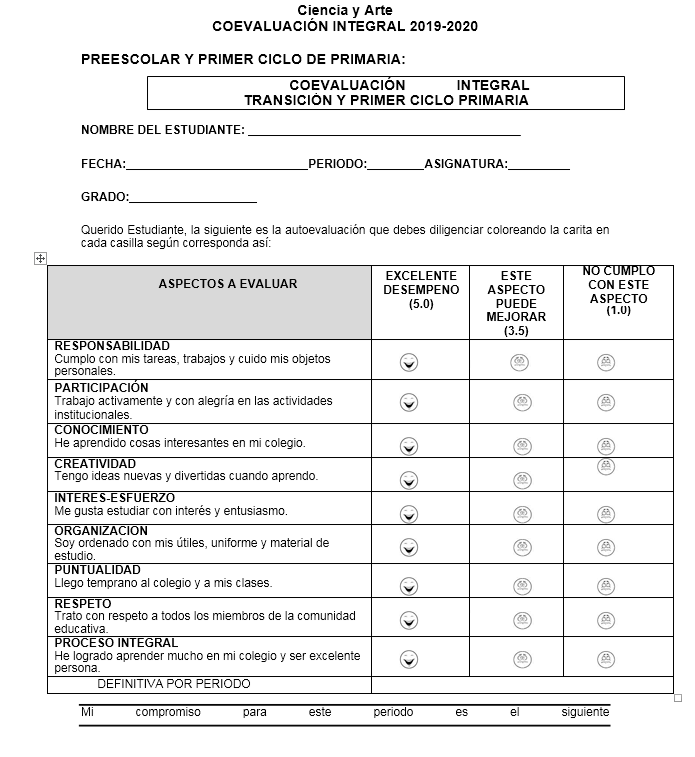 Ciencia y Arte
COEVALUACIÓN INTEGRAL 2019-2020
PREESCOLAR Y PRIMER CICLO DE PRIMARIA:
COEVALUACIÓN INTEGRAL
TRANSICIÓN Y PRIMER CICLO PRIMARIA
NOMBRE DEL ESTUDIANTE:
FECHA: PERIODO: ASIGNATURA:
GRADO:
Querido Estudiante, la siguiente es la autoevaluación que debes diligenciar coloreando la carita en
cada casilla según corresponda así:
ASPECTOS A EVALUAR
EXCELENTE
DESEMPEÑO
(5.0)
ESTE
ASPECTO
PUEDE
MEJORAR
(3.5)
NO CUMPLO
CON ESTE
ASPECTO
(1.0)
RESPONSABILIDAD
Cumplo con mis tareas, trabajos y cuido mis objetos
personales.
PARTICIPACIÓN
Trabajo activamente y con alegría en las actividades
institucionales.
CONOCIMIENTO
He aprendido cosas interesantes en mi colegio.
CREATIVIDAD
Tengo ideas nuevas y divertidas cuando aprendo.
INTERES-ESFUERZO
Me gusta estudiar con interés y entusiasmo.
ORGANIZACION
Soy ordenado con mis útiles, uniforme y material de
estudio.
PUNTUALIDAD
Llego temprano al colegio y a mis clases.
RESPETO
Trato con respeto a todos los miembros de la comunidad
educativa.
PROCESO INTEGRAL
He logrado aprender mucho en mi colegio y ser excelente
persona.
DEFINITIVA POR PERIODO
Mi compromiso para este periodo es el siguiente